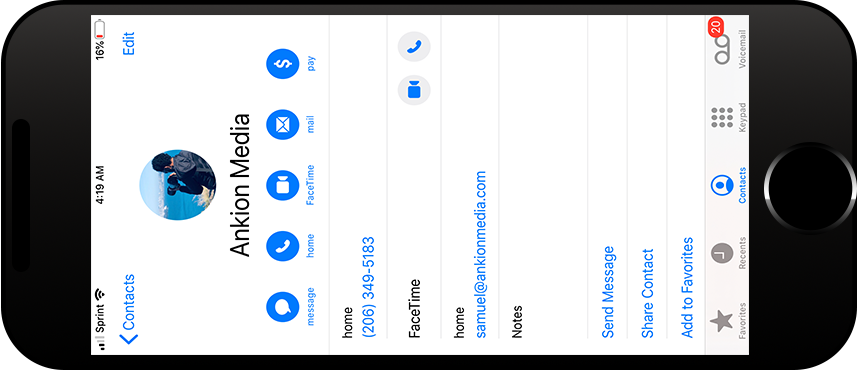 Sprint 4:19 AM 16%
Contacts Edit
Ankion Media
message home FaceTime mail pay
home
(206) 349-5183
FaceTime
home
samuel@ankionmedia.com
Notes
Send Message
Share Contact
Add to Favorites
20
Favorites Recents Contacts Keypad Voicemail